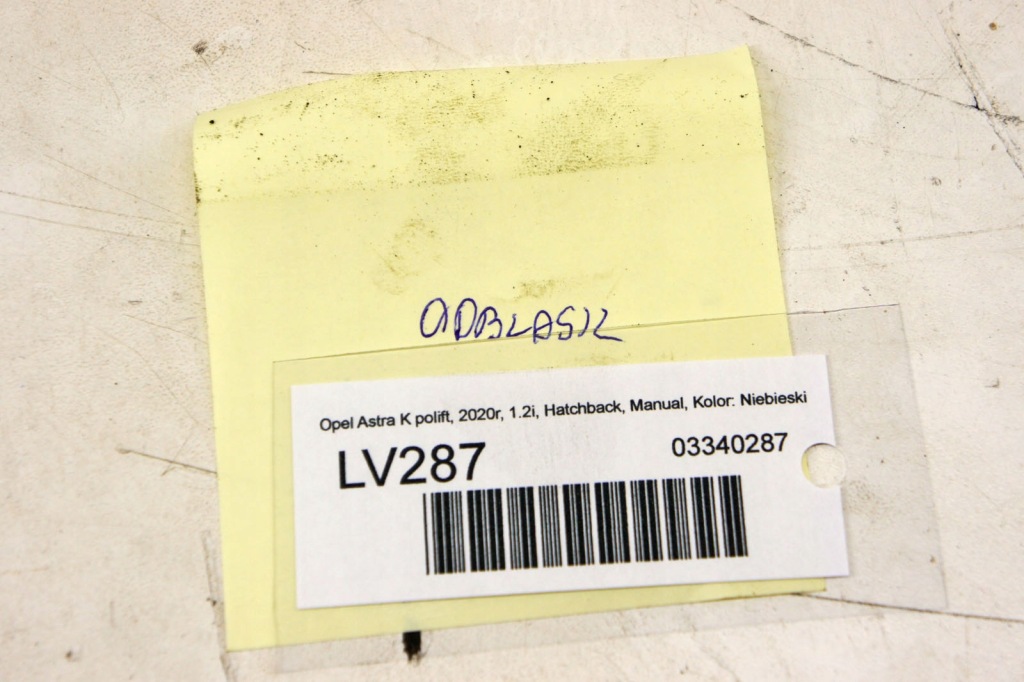 ODBLASK
Opel Astra K polift, 2020r, 1.2i, Hatchback, Manual, Kolor: Niebieski
LV287
03340287